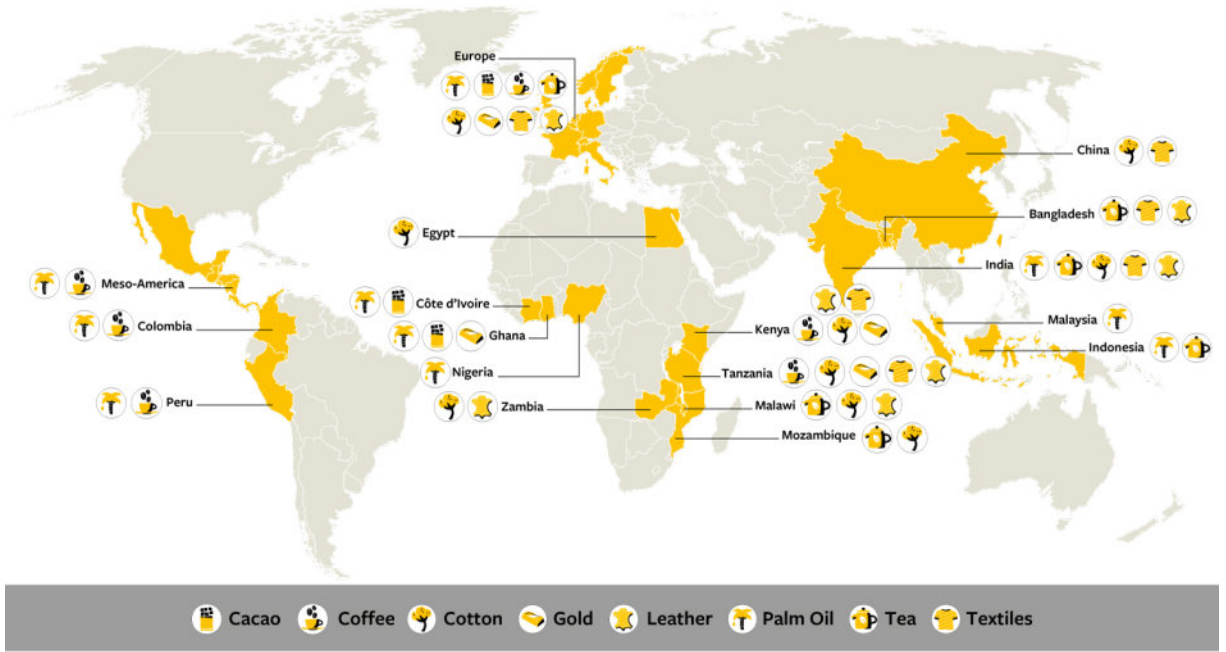 Europe
China
Bangladesh
Egypt
India
Meso-America
Côte d'Ivoire
Colombia
Ghana
Kenya
Malaysia
Indonesia
Nigeria
Tanzania
Peru
Zambia
Malawi
Mozambique
Cacao Coffee Cotton Gold Leather Palm Oil Tea Textiles